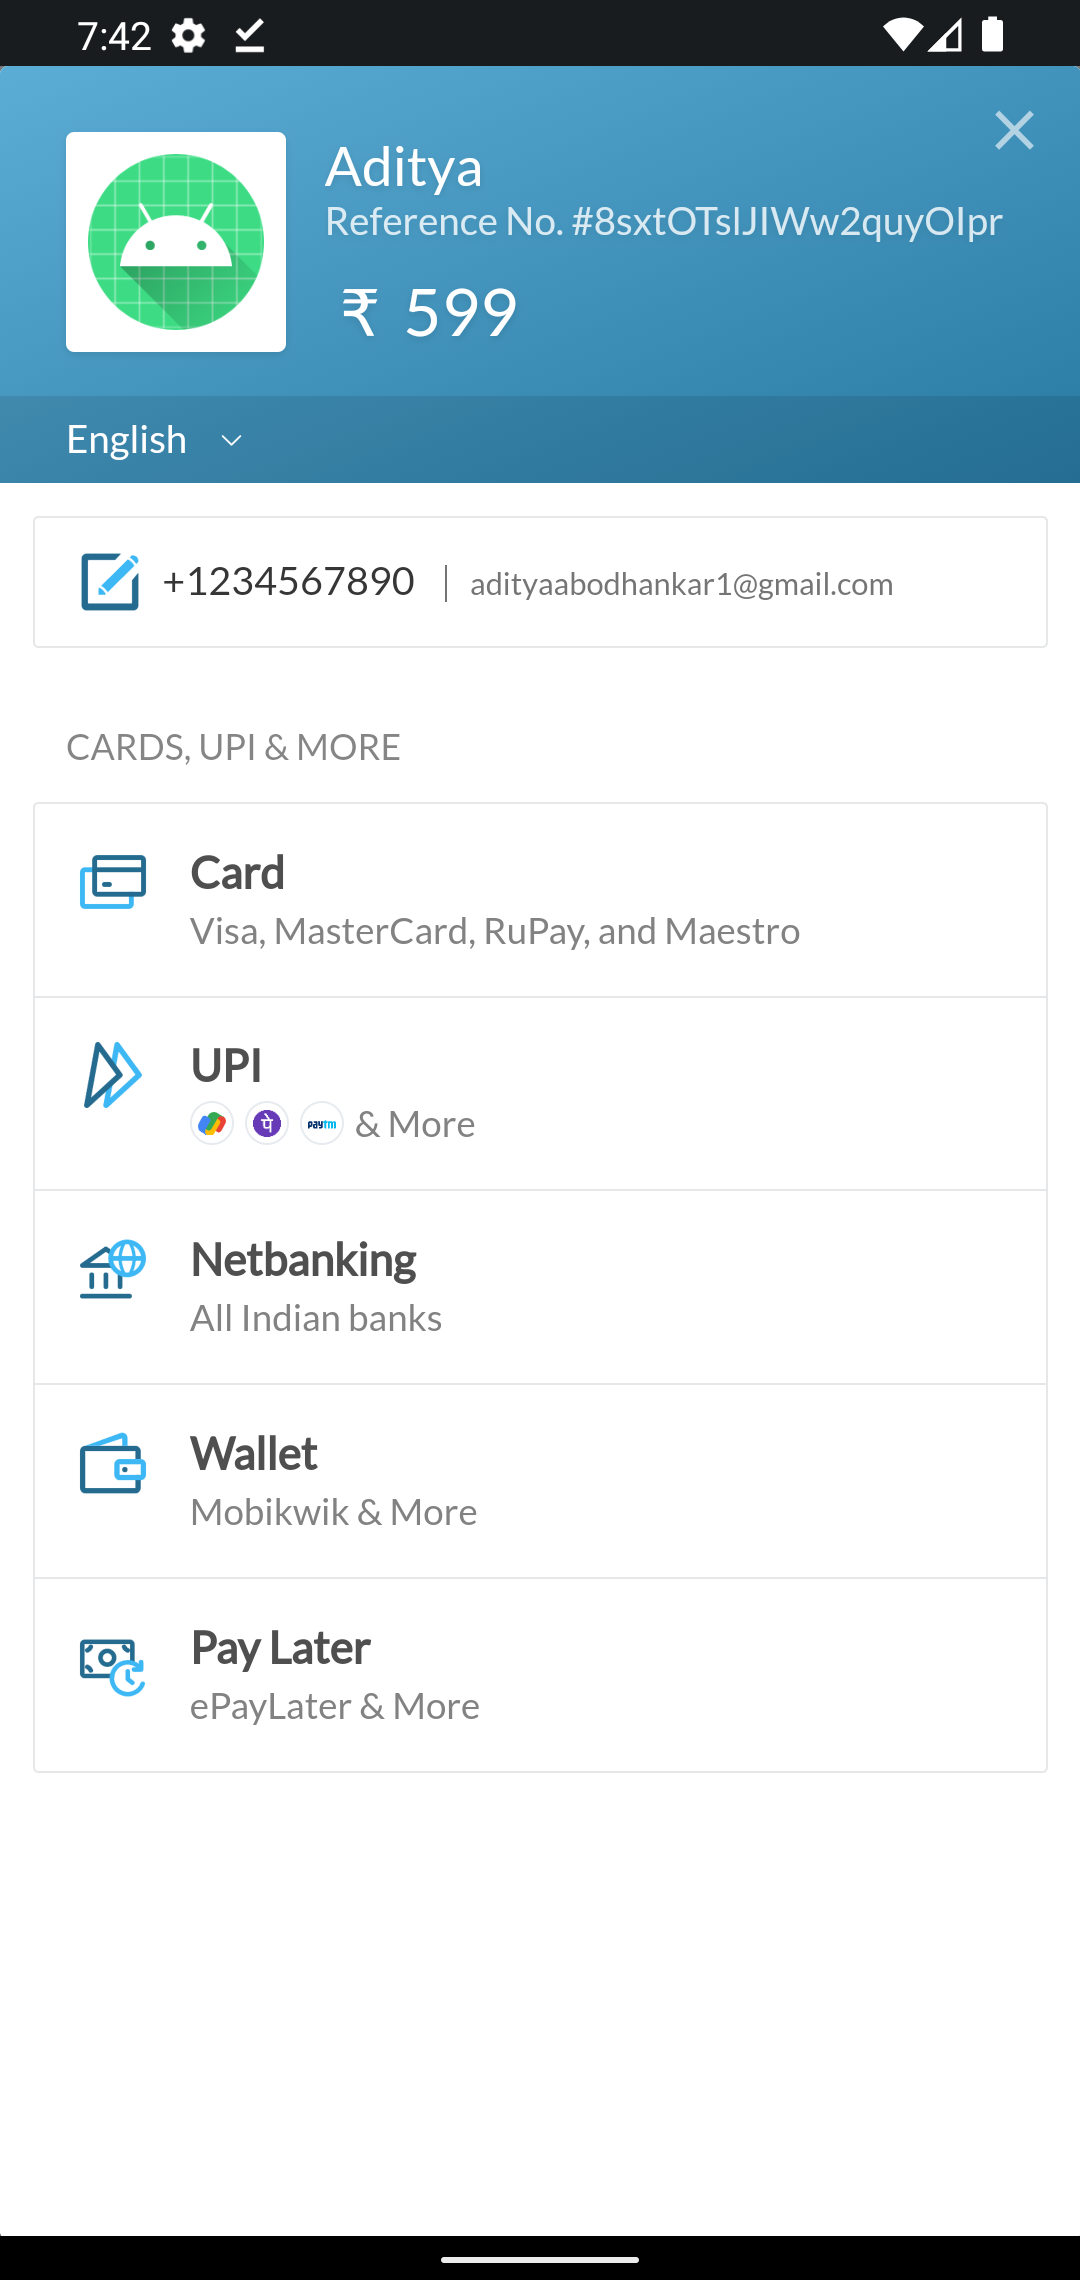 7:42
Aditya
Reference No. #8sxtOTslJIWw2quyOIpr
₹ 599
English
+1234567890 | adityaabodhankar1@gmail.com
CARDS, UPI & MORE
Card
Visa, MasterCard, RuPay, and Maestro
UPI
पे paytm & More
Netbanking
All Indian banks
Wallet
Mobikwik & More
Pay Later
ePayLater & More